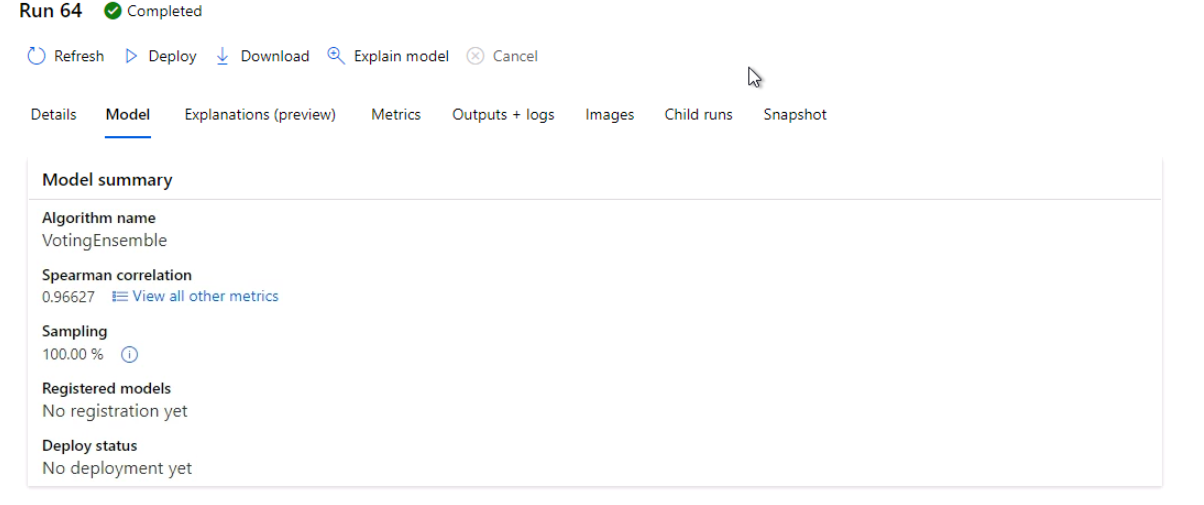 Run 64 Completed
Refresh Deploy Download Explain model Cancel
Details Model Explanations (preview) Metrics Outputs + logs Images Child runs Snapshot
Model summary
Algorithm name
VotingEnsemble
Spearman correlation
0.96627 View all other metrics
Sampling
100.00 %
Registered models
No registration yet
Deploy status
No deployment yet